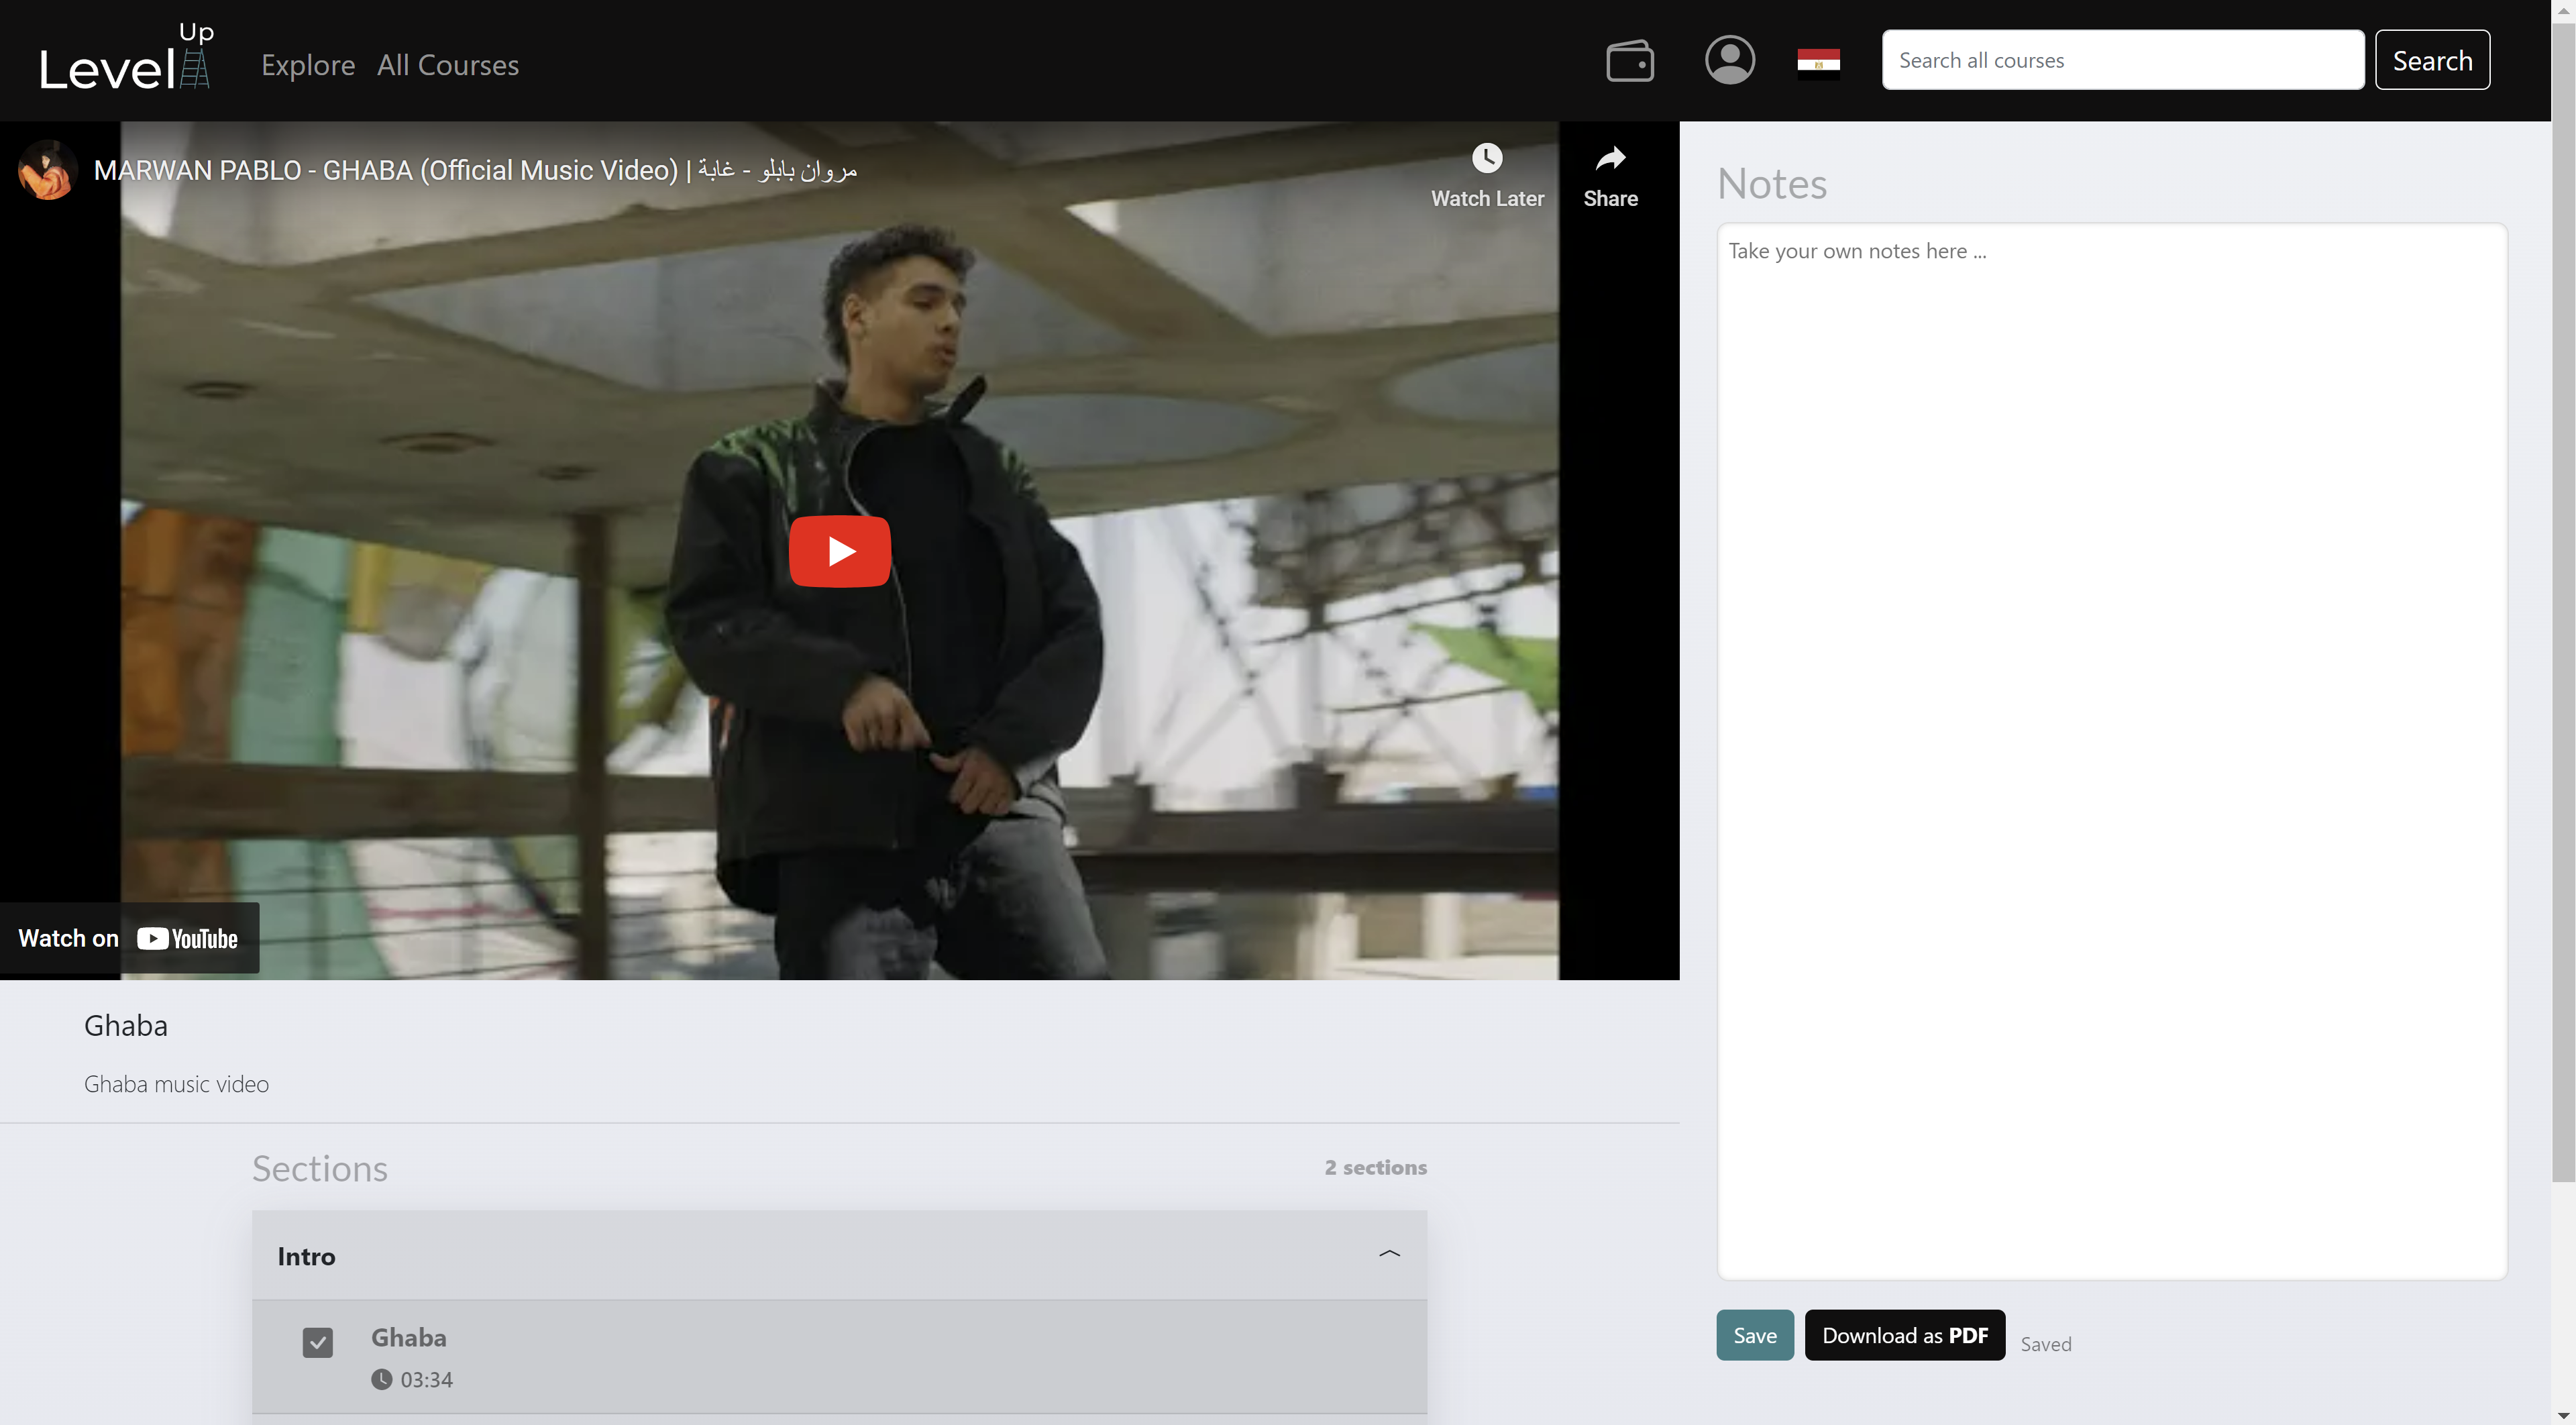 Level Up
Explore
All Courses
Search all courses
Search
MARWAN PABLO - GHABA (Official Music Video) | مروان بابلو - غابة
Watch Later
Share
Watch on YouTube
Ghaba
Ghaba music video
Sections
2 sections
Intro
Ghaba
03:34
Notes
Take your own notes here ...
Save
Download as PDF
Saved